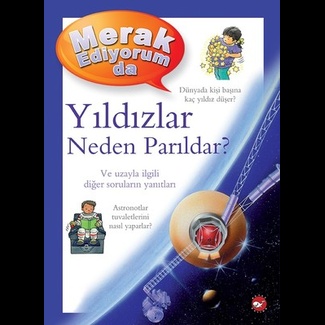 Merak
Ediyorum
da
Dünyada kişi başına
kaç yıldız düşer?
Yıldızlar
Neden Parıldar?
Ve uzayla ilgili
diğer soruların yanıtları
Astronotlar
tuvaletlerini
nasıl yaparlar?